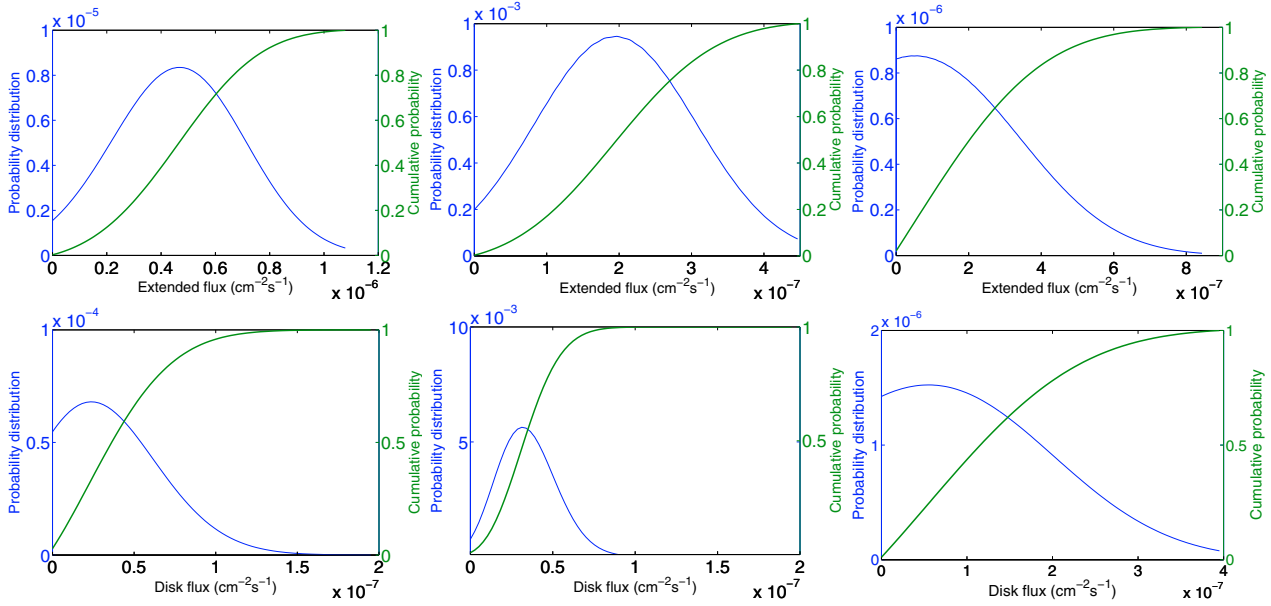 x 10⁻⁵
Probability distribution
1
0.8
0.6
0.4
0.2
0
1
0.8
0.6
0.4
0.2
0
Cumulative probability
0 0.2 0.4 0.6 0.8 1 1.2
Extended flux (cm⁻²s⁻¹)
x 10⁻⁶
x 10⁻³
Probability distribution
1
0.8
0.6
0.4
0.2
0
1
0.8
0.6
0.4
0.2
0
Cumulative probability
0 1 2 3 4
Extended flux (cm⁻²s⁻¹)
x 10⁻⁷
x 10⁻⁶
Probability distribution
1
0.8
0.6
0.4
0.2
0
1
0.8
0.6
0.4
0.2
0
Cumulative probability
0 2 4 6 8
Extended flux (cm⁻²s⁻¹)
x 10⁻⁷
x 10⁻⁴
Probability distribution
1
0.5
0
1
0.5
0
Cumulative probability
0 0.5 1 1.5 2
Disk flux (cm⁻²s⁻¹)
x 10⁻⁷
x 10⁻³
Probability distribution
10
5
0
1
0.5
0
Cumulative probability
0 0.5 1 1.5 2
Disk flux (cm⁻²s⁻¹)
x 10⁻⁷
x 10⁻⁶
Probability distribution
2
1
0
1
0.5
0
Cumulative probability
0 1 2 3 4
Disk flux (cm⁻²s⁻¹)
x 10⁻⁷